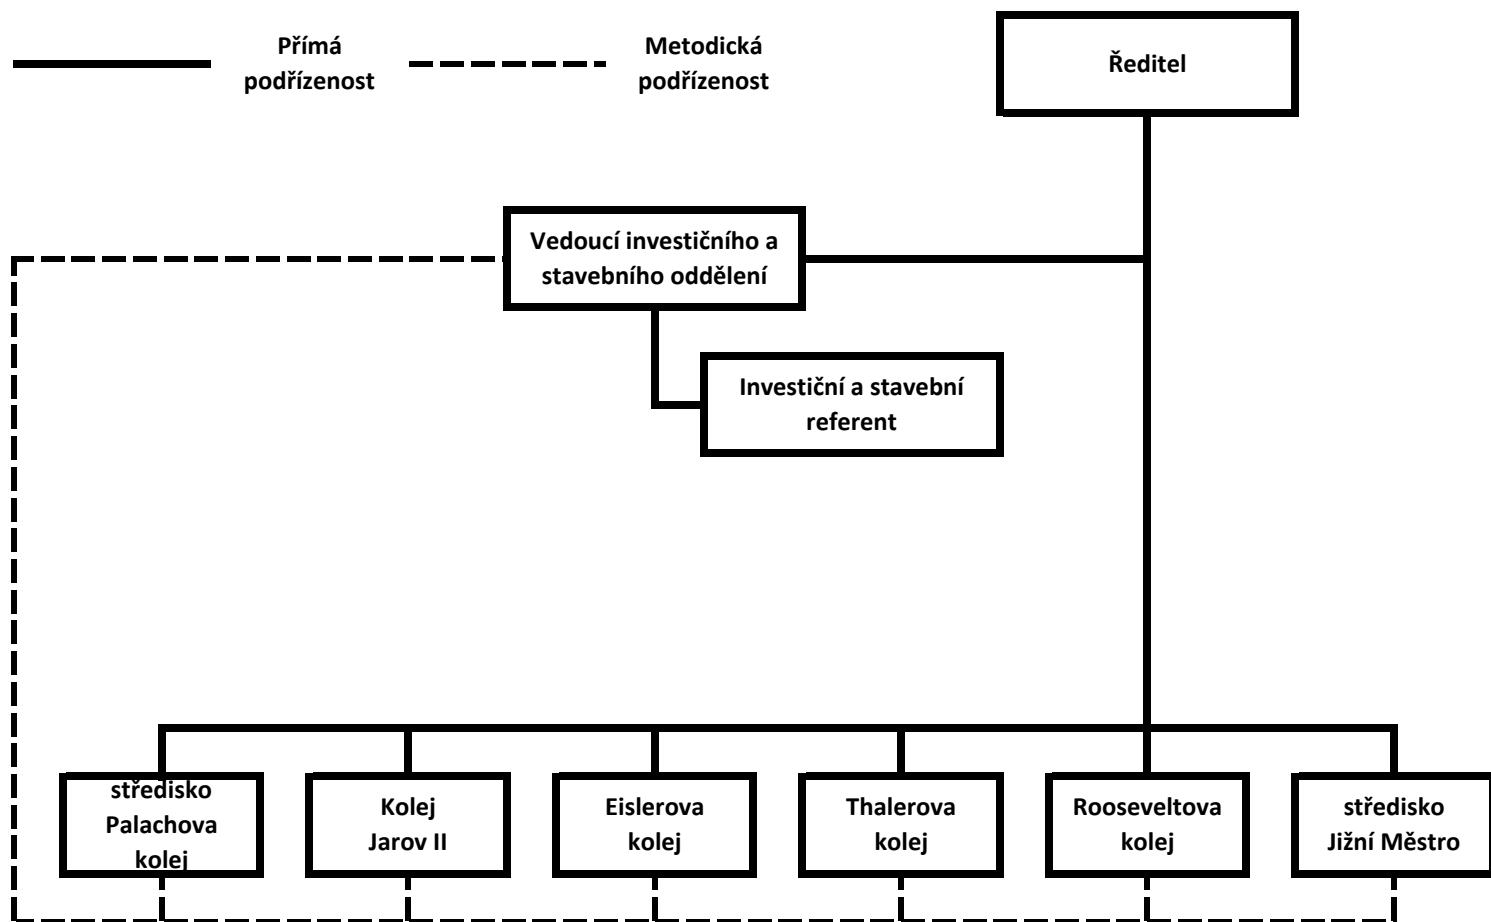 Přímá
podřízenost
Metodická
podřízenost
Ředitel
Vedoucí investičního a
stavebního oddělení
Investiční a stavební
referent
středisko
Palachova
kolej
Kolej
Jarov II
Eislerova
kolej
Thalerova
kolej
Rooseveltova
kolej
středisko
Jižní Městro